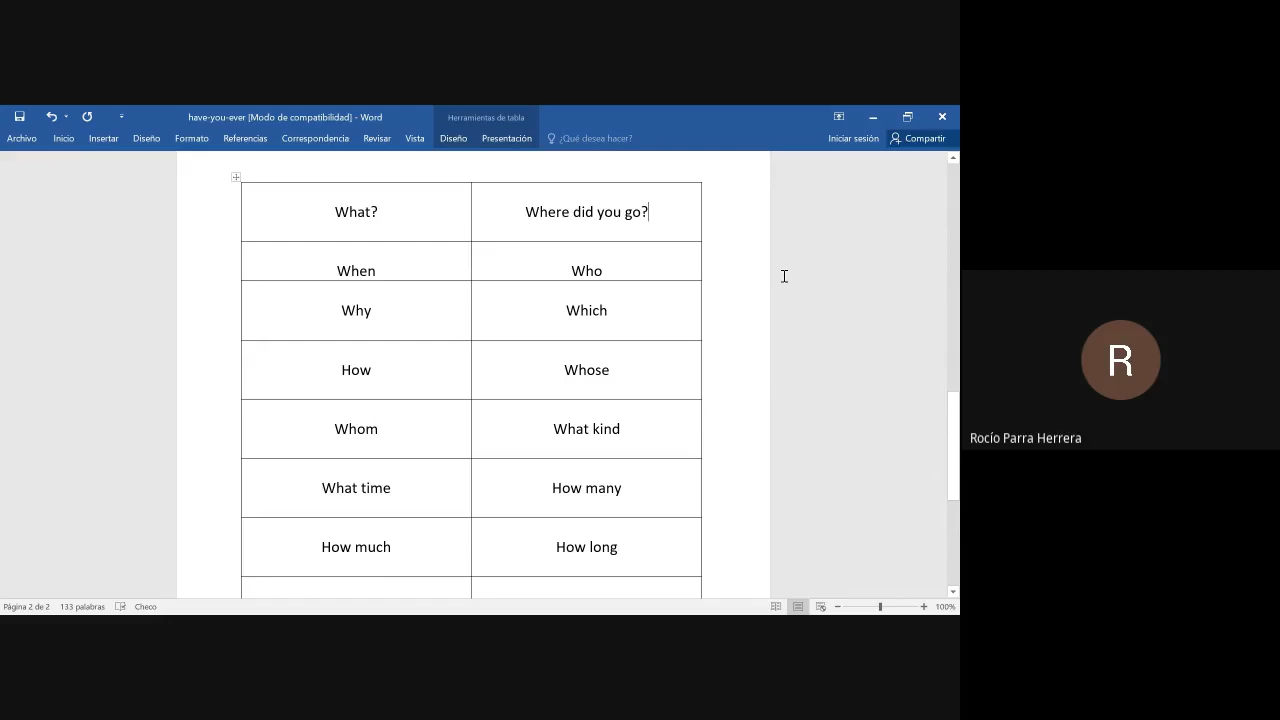 have-you-ever [Modo de compatibilidad] - Word
Herramientas de tabla
Archivo Inicio Insertar Diseño Formato Referencias Correspondencia Revisar Vista Diseño Presentación ¿Qué desea hacer? Iniciar sesión Compartir
What? Where did you go?
When Who
Why Which
How Whose
Whom What kind
What time How many
How much How long
R
Rocío Parra Herrera
Página 2 de 2 133 palabras Checo 100%